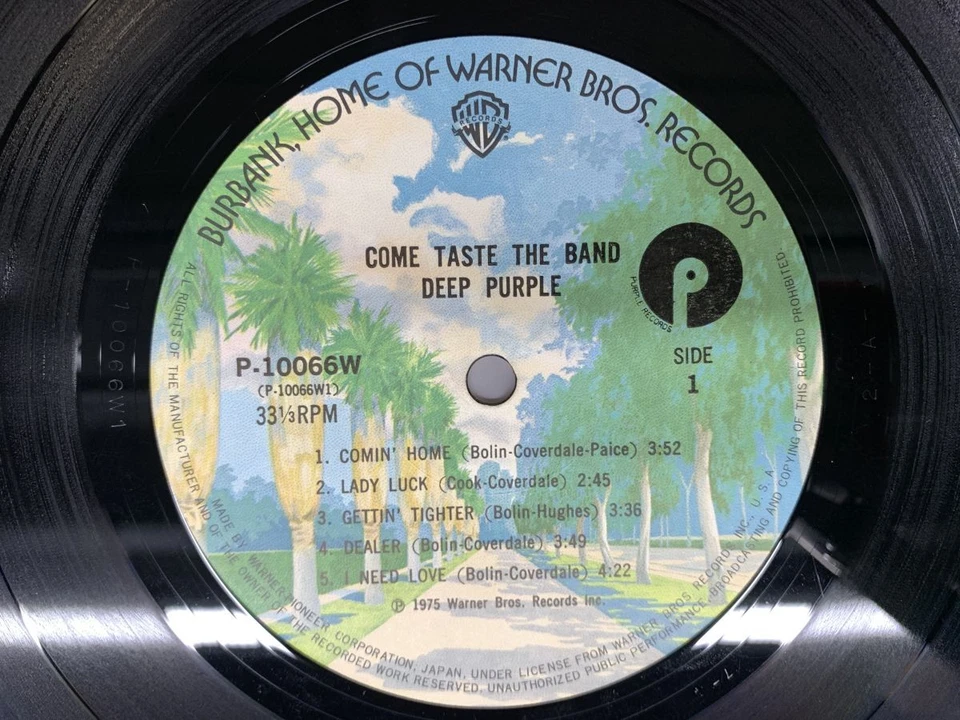 BURBANK, HOME OF WARNER BROS. RECORDS
W
RECORDS
COME TASTE THE BAND
DEEP PURPLE
P
PURPLE RECORDS
SIDE
1
P-10066W
(P-10066W1)
33⅓RPM
1. COMIN' HOME (Bolin-Coverdale-Paice) 3:52
2. LADY LUCK (Cook-Coverdale) 2:45
3. GETTIN' TIGHTER (Bolin-Hughes) 3:36
4. DEALER (Bolin-Coverdale) 3:49
5. I NEED LOVE (Bolin-Coverdale) 4:22
Ⓟ 1975 Warner Bros. Records Inc.
MADE BY WARNER-PIONEER CORPORATION, JAPAN, UNDER LICENSE FROM WARNER BROS. RECORDS INC., U.S.A.
ALL RIGHTS OF THE MANUFACTURER AND OF THE OWNER OF THE RECORDED WORK RESERVED. UNAUTHORIZED PUBLIC PERFORMANCE, BROADCASTING AND COPYING OF THIS RECORD PROHIBITED.
10066W1
2-A